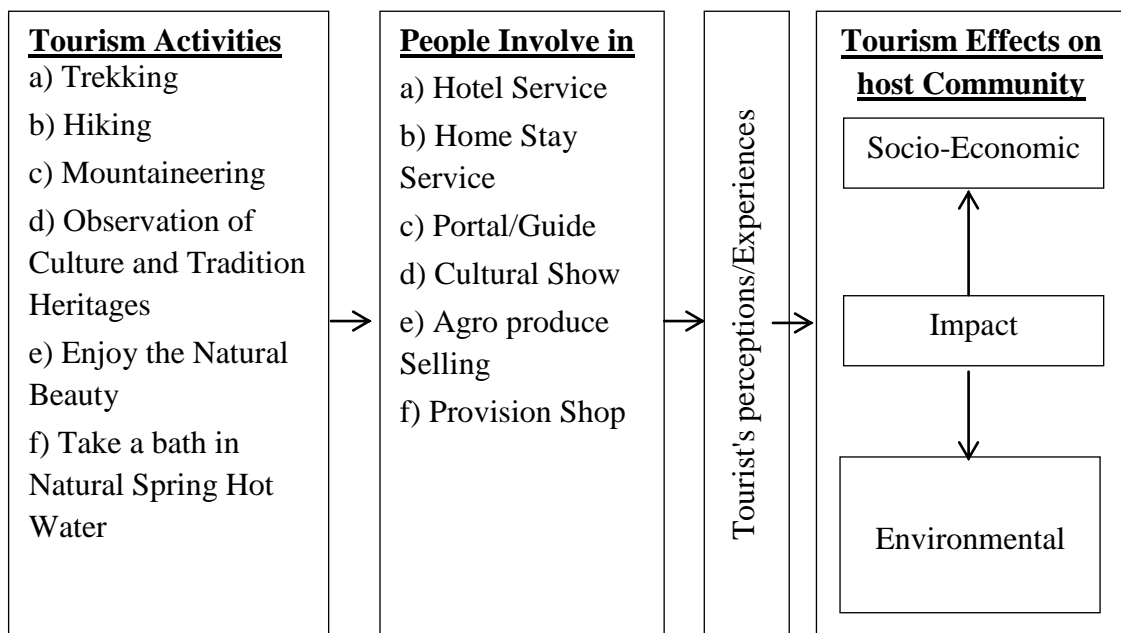 Tourism Activities
a) Trekking
b) Hiking
c) Mountaineering
d) Observation of
Culture and Tradition
Heritages
e) Enjoy the Natural
Beauty
f) Take a bath in
Natural Spring Hot
Water
People Involve in
a) Hotel Service
b) Home Stay
Service
c) Portal/Guide
d) Cultural Show
e) Agro produce
Selling
f) Provision Shop
Tourist's perceptions/Experiences
Tourism Effects on
host Community
Socio-Economic
Impact
Environmental